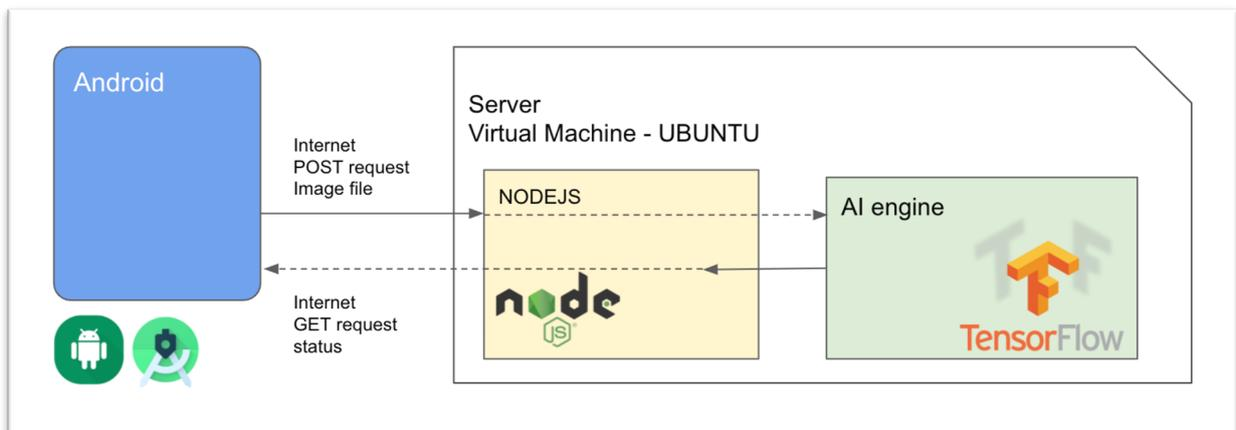 Android
Internet
POST request
Image file
Server
Virtual Machine - UBUNTU
NODEJS
AI engine
node
JS
TensorFlow
Internet
GET request
status